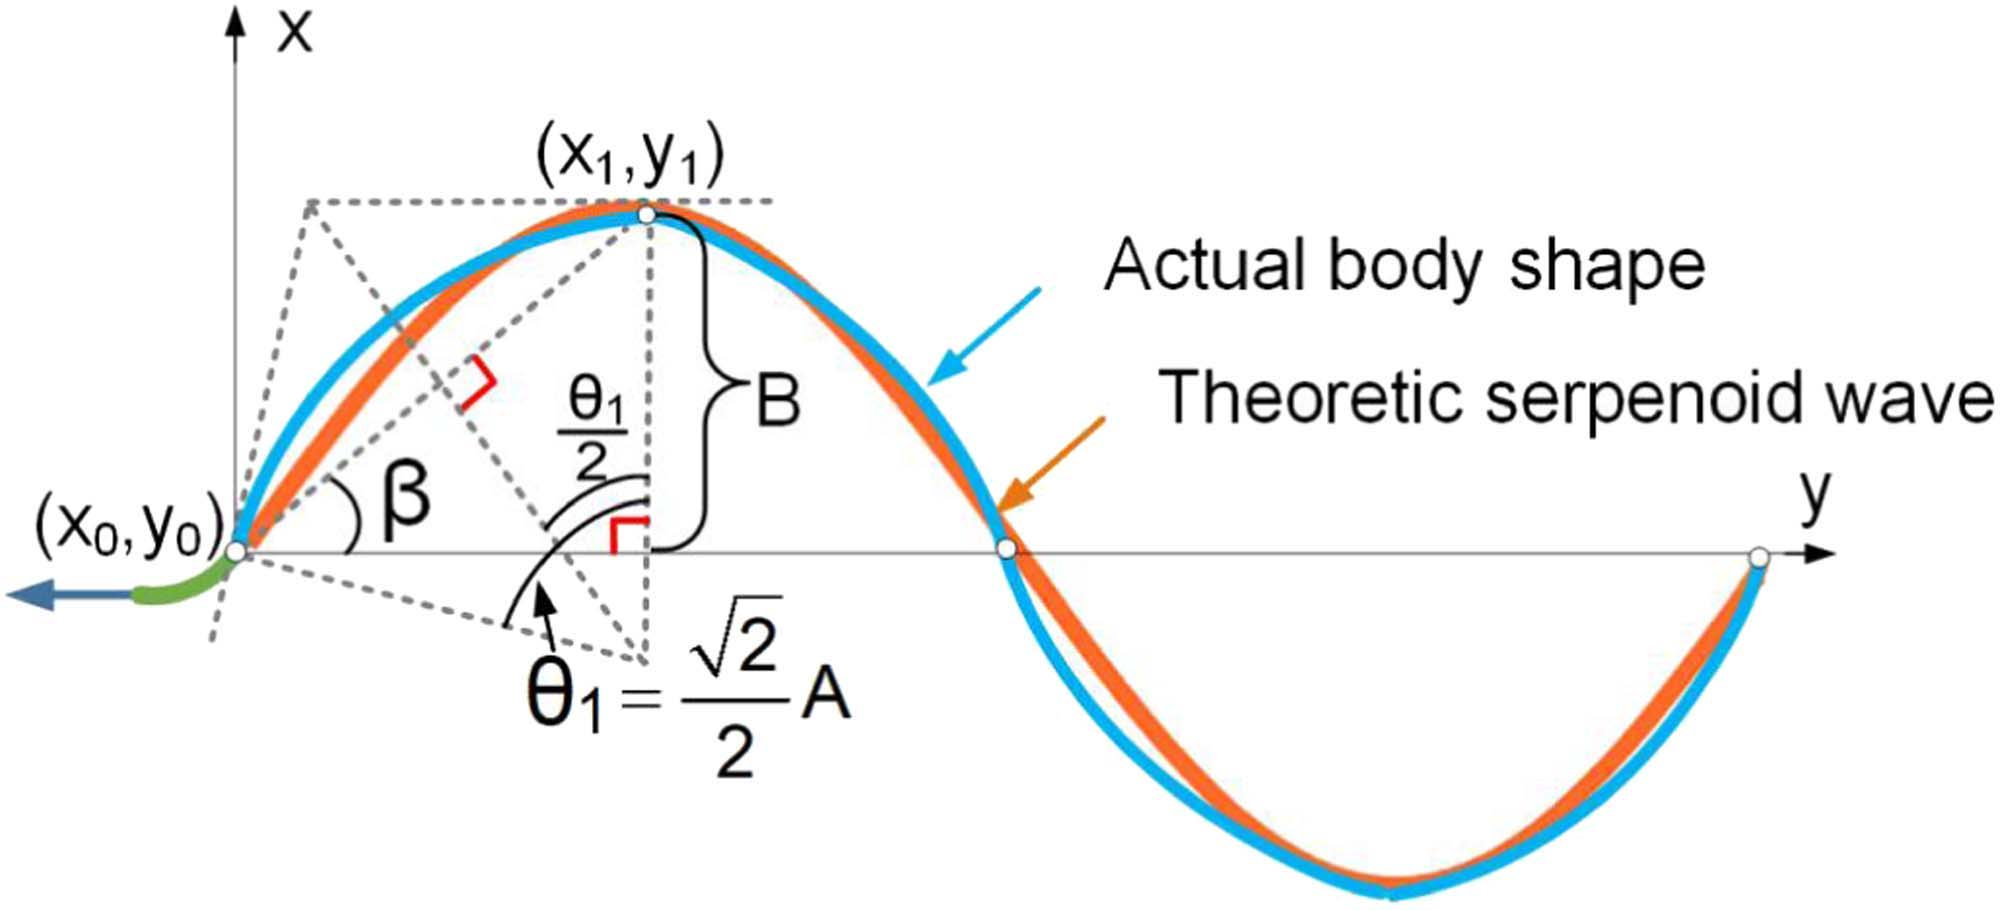 x
(x₁,y₁)
Actual body shape
Theoretic serpenoid wave
θ₁/2
B
β
y
(x₀,y₀)
θ₁=√2/2 A